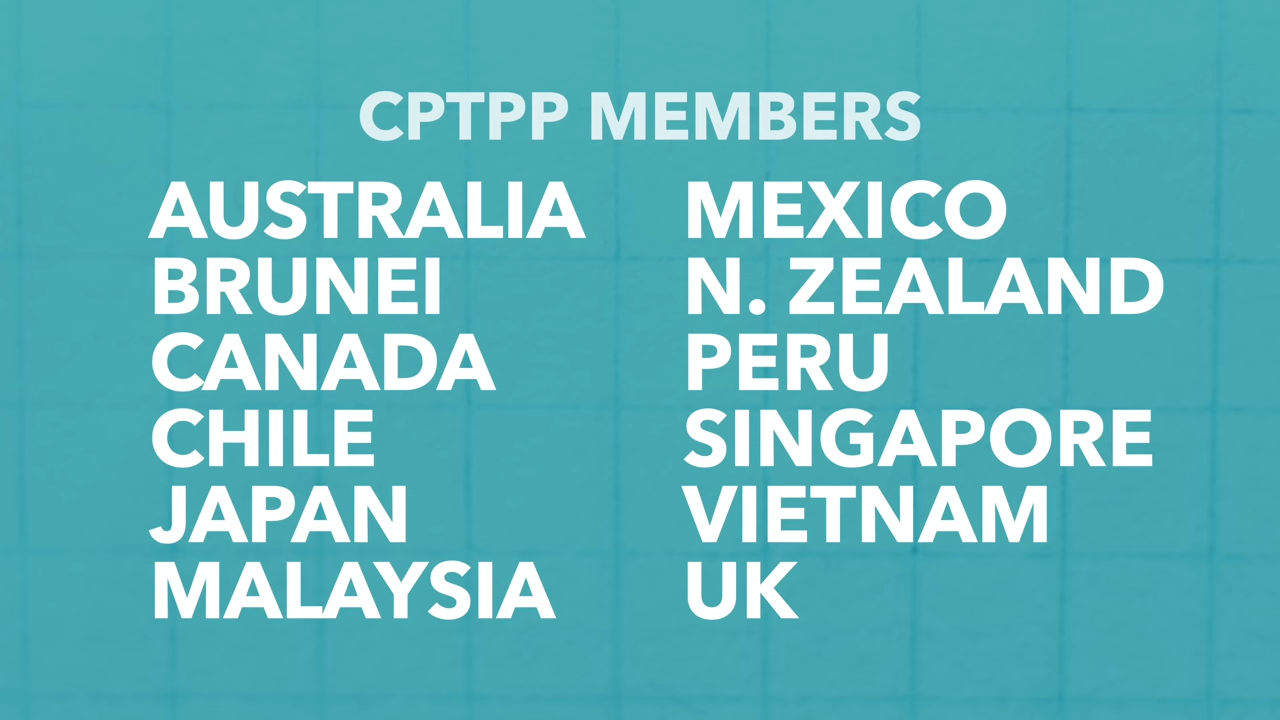 CPTPP MEMBERS
AUSTRALIA
BRUNEI
CANADA
CHILE
JAPAN
MALAYSIA
MEXICO
N. ZEALAND
PERU
SINGAPORE
VIETNAM
UK